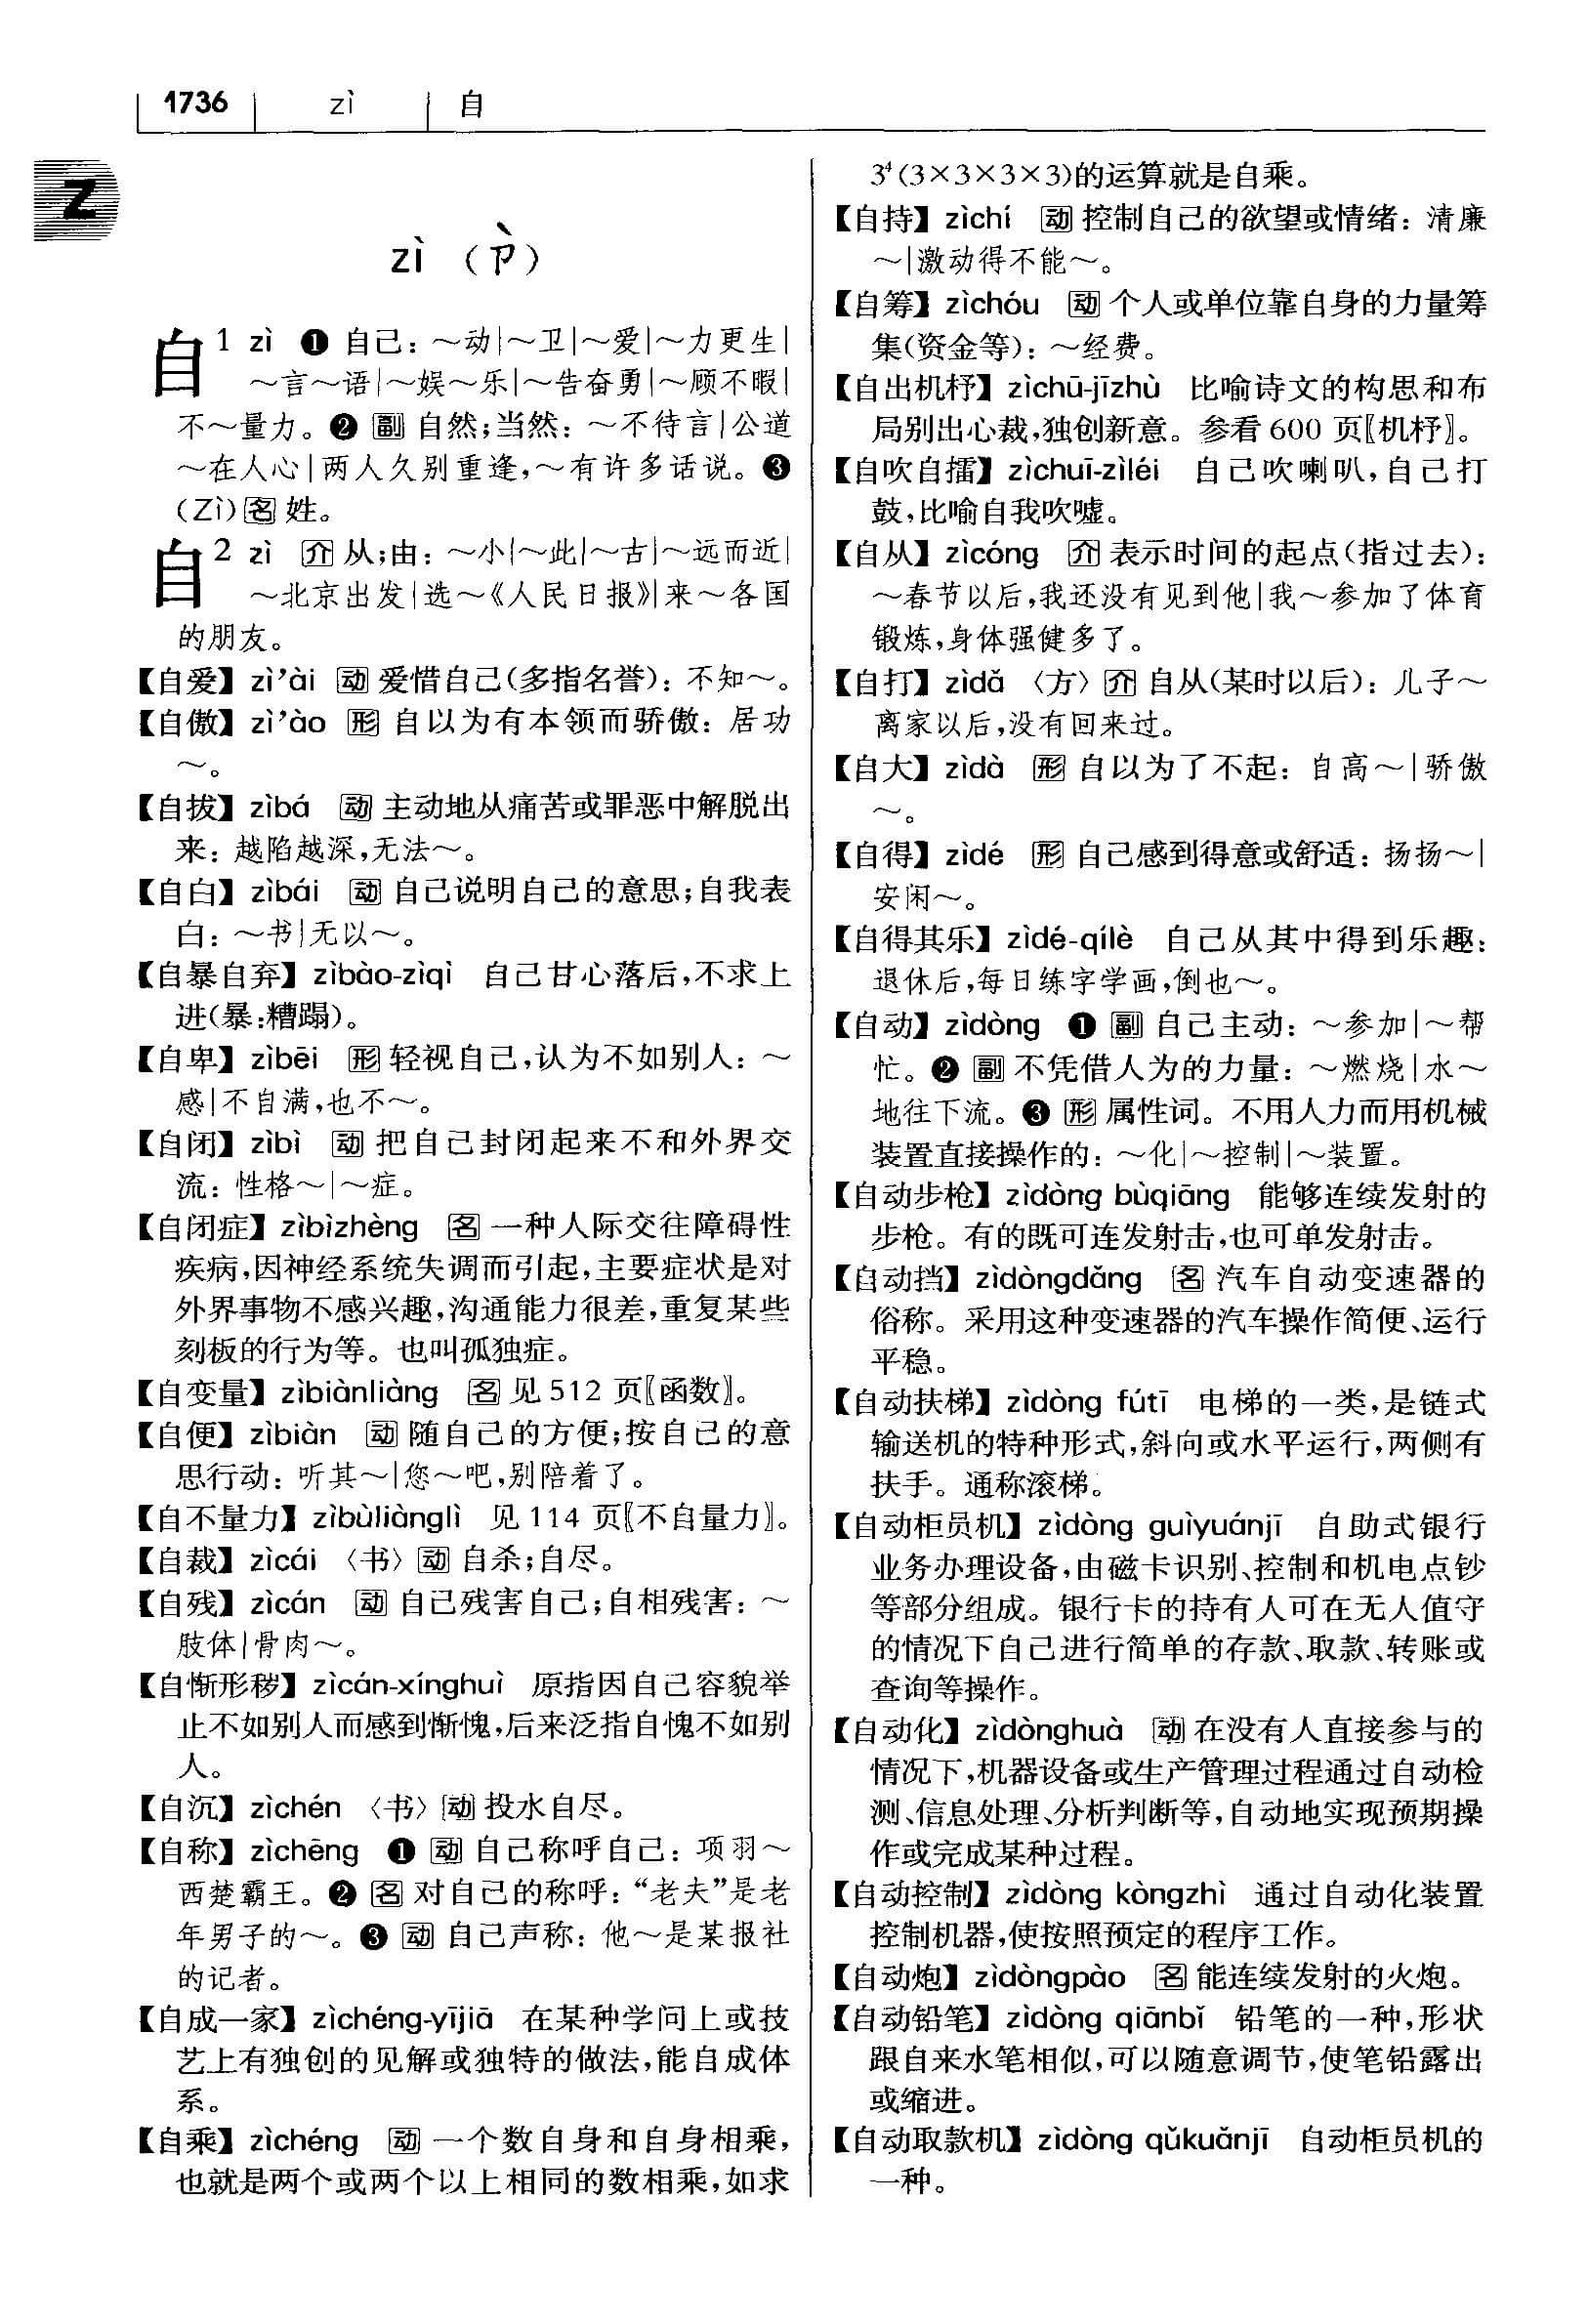 1736 zì 自
Z
zì (ㄗˋ)
自1 zì ❶ 自己：～动|～卫|～爱|～力更生|
～言～语|～娱～乐|～告奋勇|～顾不暇|
不～量力。❷ 副 自然;当然：～不待言|公道
～在人心|两人久别重逢,～有许多话说。❸
(Zì) 名 姓。
自2 zì 介 从;由：～小|～此|～古|～远而近|
～北京出发|选～《人民日报》|来～各国
的朋友。
【自爱】zì’ài 动 爱惜自己(多指名誉)：不知～。
【自傲】zì’ào 形 自以为有本领而骄傲：居功
～。
【自拔】zìbá 动 主动地从痛苦或罪恶中解脱出
来：越陷越深,无法～。
【自白】zìbái 动 自己说明自己的意思;自我表
白：～书|无以～。
【自暴自弃】zìbào-zìqì 自己甘心落后,不求上
进(暴:糟蹋)。
【自卑】zìbēi 形 轻视自己,认为不如别人：～
感|不自满,也不～。
【自闭】zìbì 动 把自己封闭起来不和外界交
流：性格～|～症。
【自闭症】zìbìzhèng 名 一种人际交往障碍性
疾病,因神经系统失调而引起,主要症状是对
外界事物不感兴趣,沟通能力很差,重复某些
刻板的行为等。也叫孤独症。
【自变量】zìbiànliàng 名 见 512 页〖函数〗。
【自便】zìbiàn 动 随自己的方便;按自己的意
思行动：听其～|您～吧,别陪着了。
【自不量力】zìbùliànglì 见 114 页〖不自量力〗。
【自裁】zìcái 〈书〉动 自杀;自尽。
【自残】zìcán 动 自己残害自己;自相残害：～
肢体|骨肉～。
【自惭形秽】zìcán-xínghuì 原指因自己容貌举
止不如别人而感到惭愧,后来泛指自愧不如别
人。
【自沉】zìchén 〈书〉动 投水自尽。
【自称】zìchēng ❶ 动 自己称呼自己：项羽～
西楚霸王。❷ 名 对自己的称呼：“老夫”是老
年男子的～。❸ 动 自己声称：他～是某报社
的记者。
【自成一家】zìchéng-yījiā 在某种学问上或技
艺上有独创的见解或独特的做法,能自成体
系。
【自乘】zìchéng 动 一个数自身和自身相乘,
也就是两个或两个以上相同的数相乘,如求
3⁴(3×3×3×3)的运算就是自乘。
【自持】zìchí 动 控制自己的欲望或情绪：清廉
～|激动得不能～。
【自筹】zìchóu 动 个人或单位靠自身的力量筹
集(资金等)：～经费。
【自出机杼】zìchū-jīzhù 比喻诗文的构思和布
局别出心裁,独创新意。参看 600 页〖机杼〗。
【自吹自擂】zìchuī-zìléi 自己吹喇叭,自己打
鼓,比喻自我吹嘘。
【自从】zìcóng 介 表示时间的起点(指过去)：
～春节以后,我还没有见到他|我～参加了体育
锻炼,身体强健多了。
【自打】zìdǎ 〈方〉介 自从(某时以后)：儿子～
离家以后,没有回来过。
【自大】zìdà 形 自以为了不起：自高～|骄傲
～。
【自得】zìdé 形 自己感到得意或舒适：扬扬～|
安闲～。
【自得其乐】zìdé-qílè 自己从其中得到乐趣：
退休后,每日练字学画,倒也～。
【自动】zìdòng ❶ 副 自己主动：～参加|～帮
忙。❷ 副 不凭借人为的力量：～燃烧|水～
地往下流。❸ 形 属性词。不用人力而用机械
装置直接操作的：～化|～控制|～装置。
【自动步枪】zìdòng bùqiāng 能够连续发射的
步枪。有的既可连发射击,也可单发射击。
【自动挡】zìdòngdǎng 名 汽车自动变速器的
俗称。采用这种变速器的汽车操作简便、运行
平稳。
【自动扶梯】zìdòng fútī 电梯的一类,是链式
输送机的特种形式,斜向或水平运行,两侧有
扶手。通称滚梯。
【自动柜员机】zìdòng guìyuánjī 自助式银行
业务办理设备,由磁卡识别、控制和机电点钞
等部分组成。银行卡的持有人可在无人值守
的情况下自己进行简单的存款、取款、转账或
查询等操作。
【自动化】zìdònghuà 动 在没有人直接参与的
情况下,机器设备或生产管理过程通过自动检
测、信息处理、分析判断等,自动地实现预期操
作或完成某种过程。
【自动控制】zìdòng kòngzhì 通过自动化装置
控制机器,使按照预定的程序工作。
【自动炮】zìdòngpào 名 能连续发射的火炮。
【自动铅笔】zìdòng qiānbǐ 铅笔的一种,形状
跟自来水笔相似,可以随意调节,使笔铅露出
或缩进。
【自动取款机】zìdòng qǔkuǎnjī 自动柜员机的
一种。